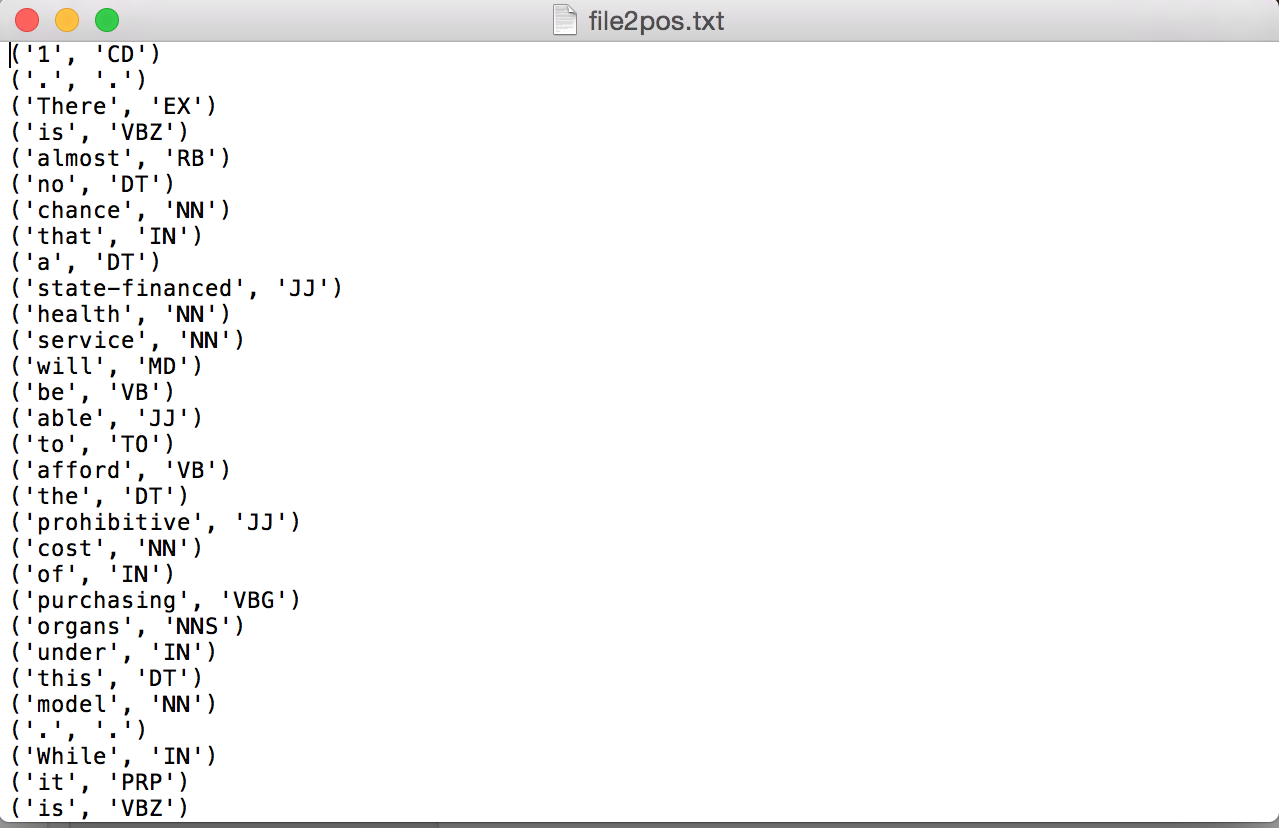 file2pos.txt
('1', 'CD')
('.', '.')
('There', 'EX')
('is', 'VBZ')
('almost', 'RB')
('no', 'DT')
('chance', 'NN')
('that', 'IN')
('a', 'DT')
('state-financed', 'JJ')
('health', 'NN')
('service', 'NN')
('will', 'MD')
('be', 'VB')
('able', 'JJ')
('to', 'TO')
('afford', 'VB')
('the', 'DT')
('prohibitive', 'JJ')
('cost', 'NN')
('of', 'IN')
('purchasing', 'VBG')
('organs', 'NNS')
('under', 'IN')
('this', 'DT')
('model', 'NN')
('.', '.')
('While', 'IN')
('it', 'PRP')
('is', 'VBZ')